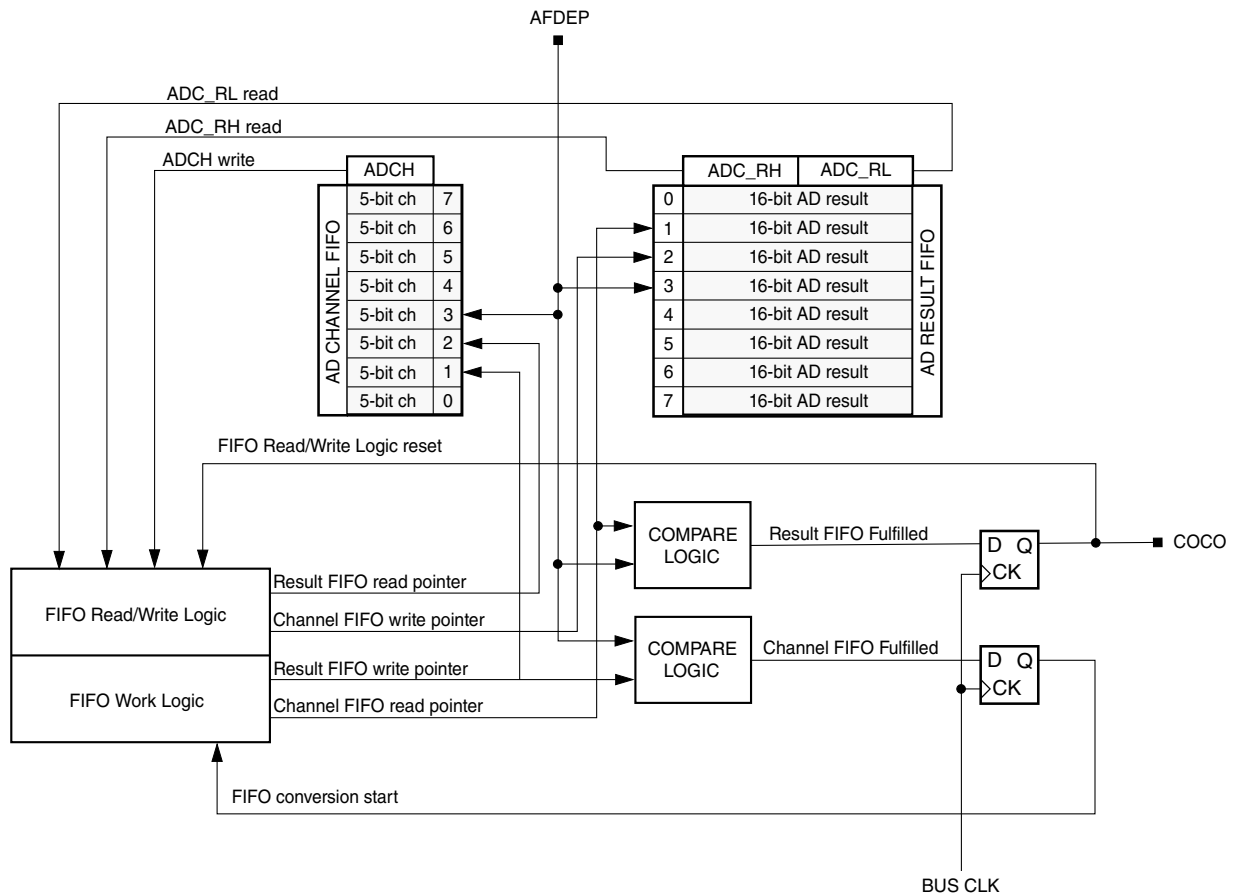 AFDEP
ADC_RL read
ADC_RH read
ADCH write
ADCH
ADC_RH ADC_RL
AD CHANNEL FIFO
5-bit ch 7
5-bit ch 6
5-bit ch 5
5-bit ch 4
5-bit ch 3
5-bit ch 2
5-bit ch 1
5-bit ch 0
0 16-bit AD result
1 16-bit AD result
2 16-bit AD result
3 16-bit AD result
4 16-bit AD result
5 16-bit AD result
6 16-bit AD result
7 16-bit AD result
AD RESULT FIFO
FIFO Read/Write Logic reset
COMPARE
LOGIC
Result FIFO Fulfilled
D Q
CK
COCO
FIFO Read/Write Logic
Result FIFO read pointer
Channel FIFO write pointer
FIFO Work Logic
Result FIFO write pointer
Channel FIFO read pointer
COMPARE
LOGIC
Channel FIFO Fulfilled
D Q
CK
FIFO conversion start
BUS CLK